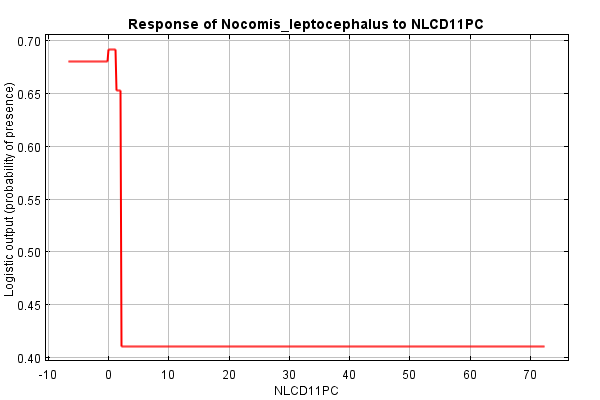 Response of Nocomis_leptocephalus to NLCD11PC
Logistic output (probability of presence)
0.70
0.65
0.60
0.55
0.50
0.45
0.40
-10 0 10 20 30 40 50 60 70
NLCD11PC